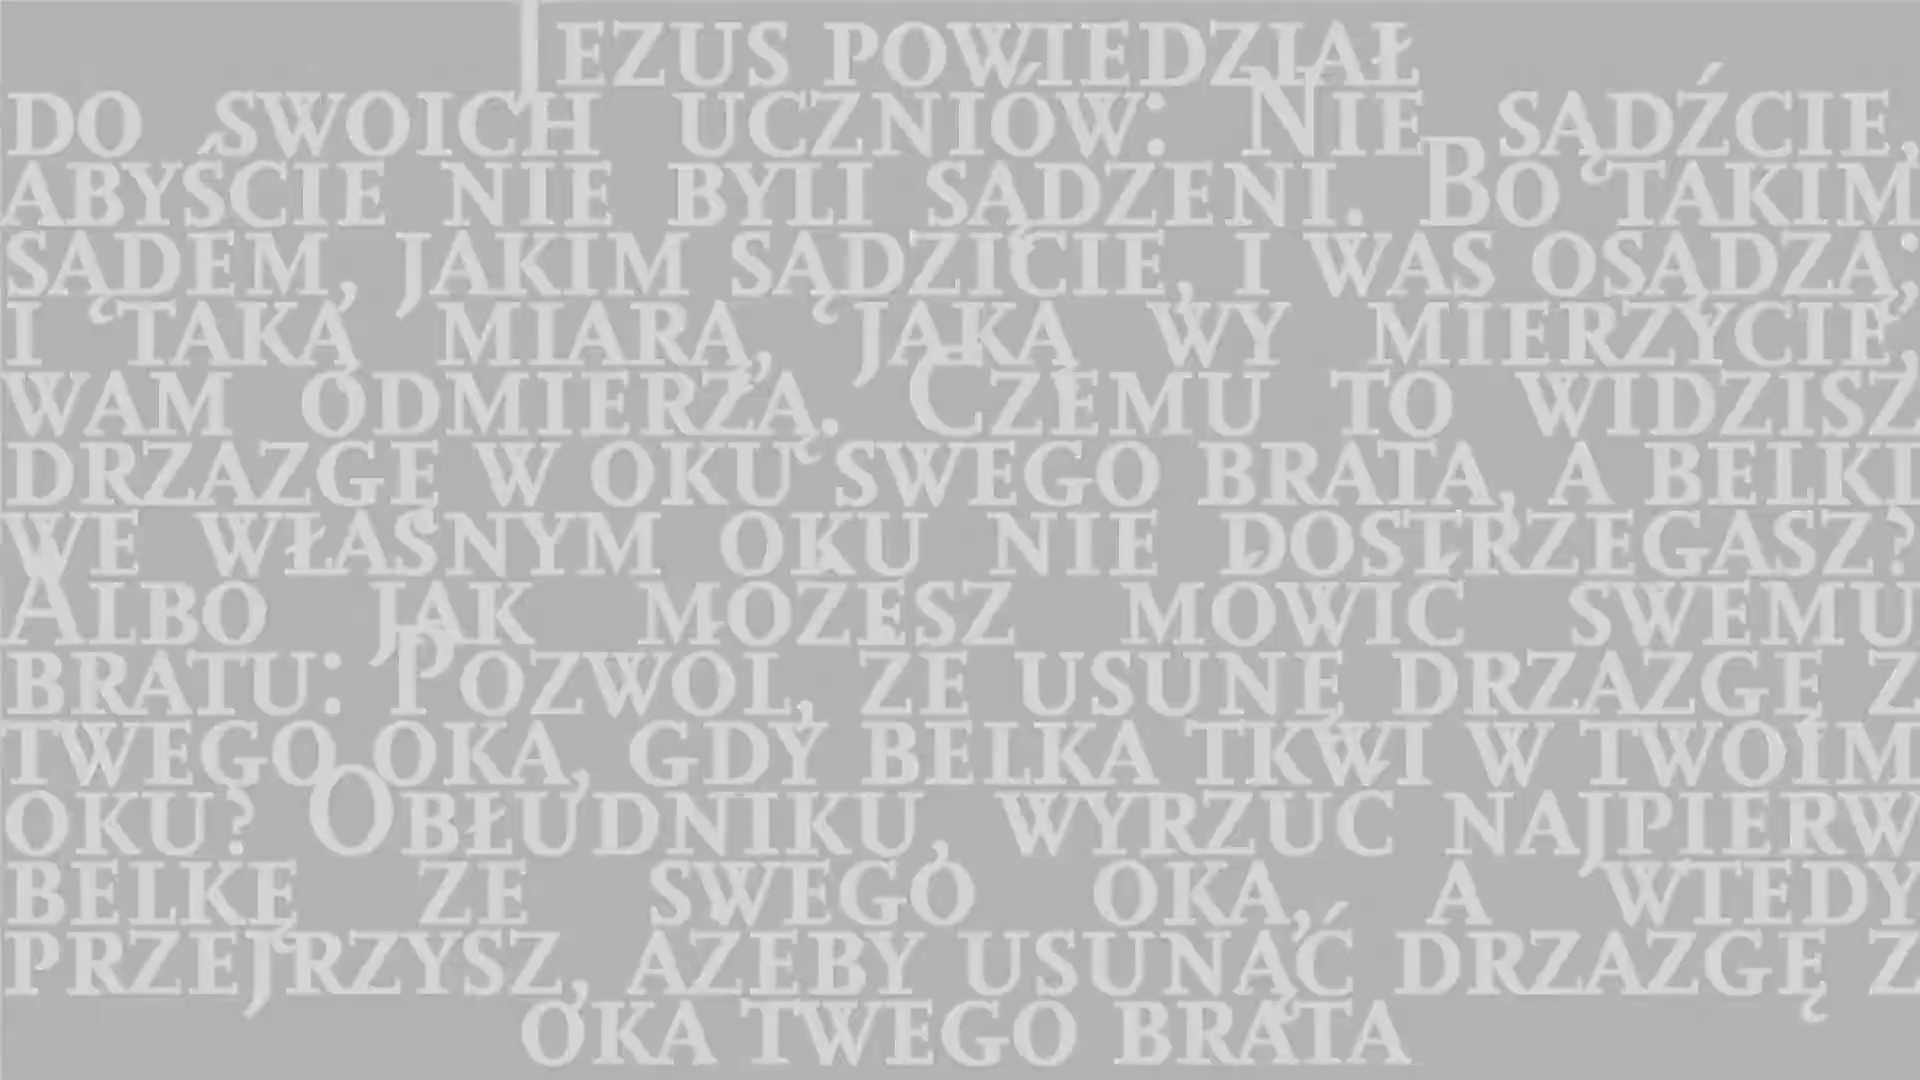 Jezus powiedział
do swoich uczniów: Nie sądźcie,
abyście nie byli sądzeni. Bo takim
sądem, jakim sądzicie, i was osądzą;
i taką miarą, jaką wy mierzycie,
wam odmierzą. Czemu to widzisz
drzazgę w oku swego brata, a belki
we własnym oku nie dostrzegasz?
Albo jak możesz mówić swemu
bratu: Pozwól, że usunę drzazgę z
twego oka, gdy belka tkwi w twoim
oku? Obłudniku, wyrzuć najpierw
belkę ze swego oka, a wtedy
przejrzysz, ażeby usunąć drzazgę z
oka twego brata